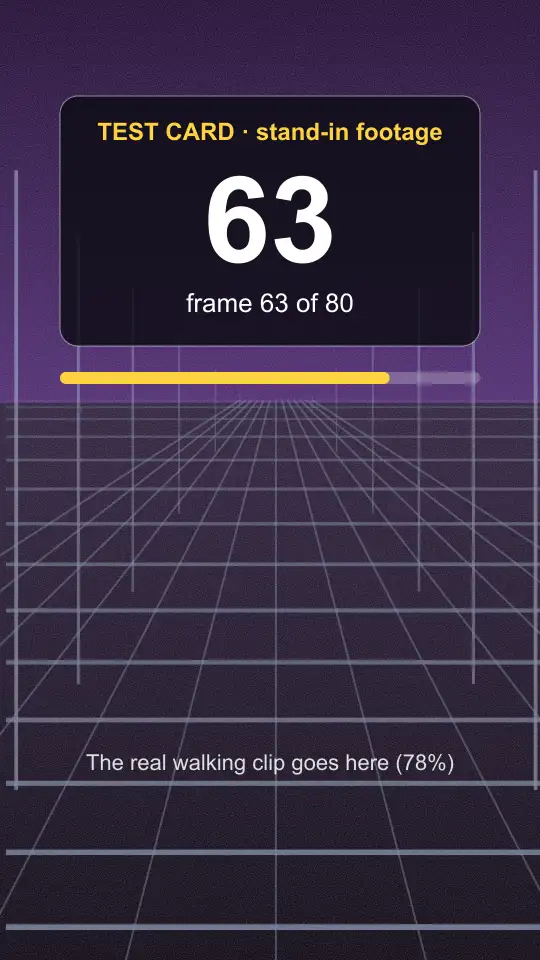 TEST CARD · stand-in footage
63
frame 63 of 80
The real walking clip goes here (78%)